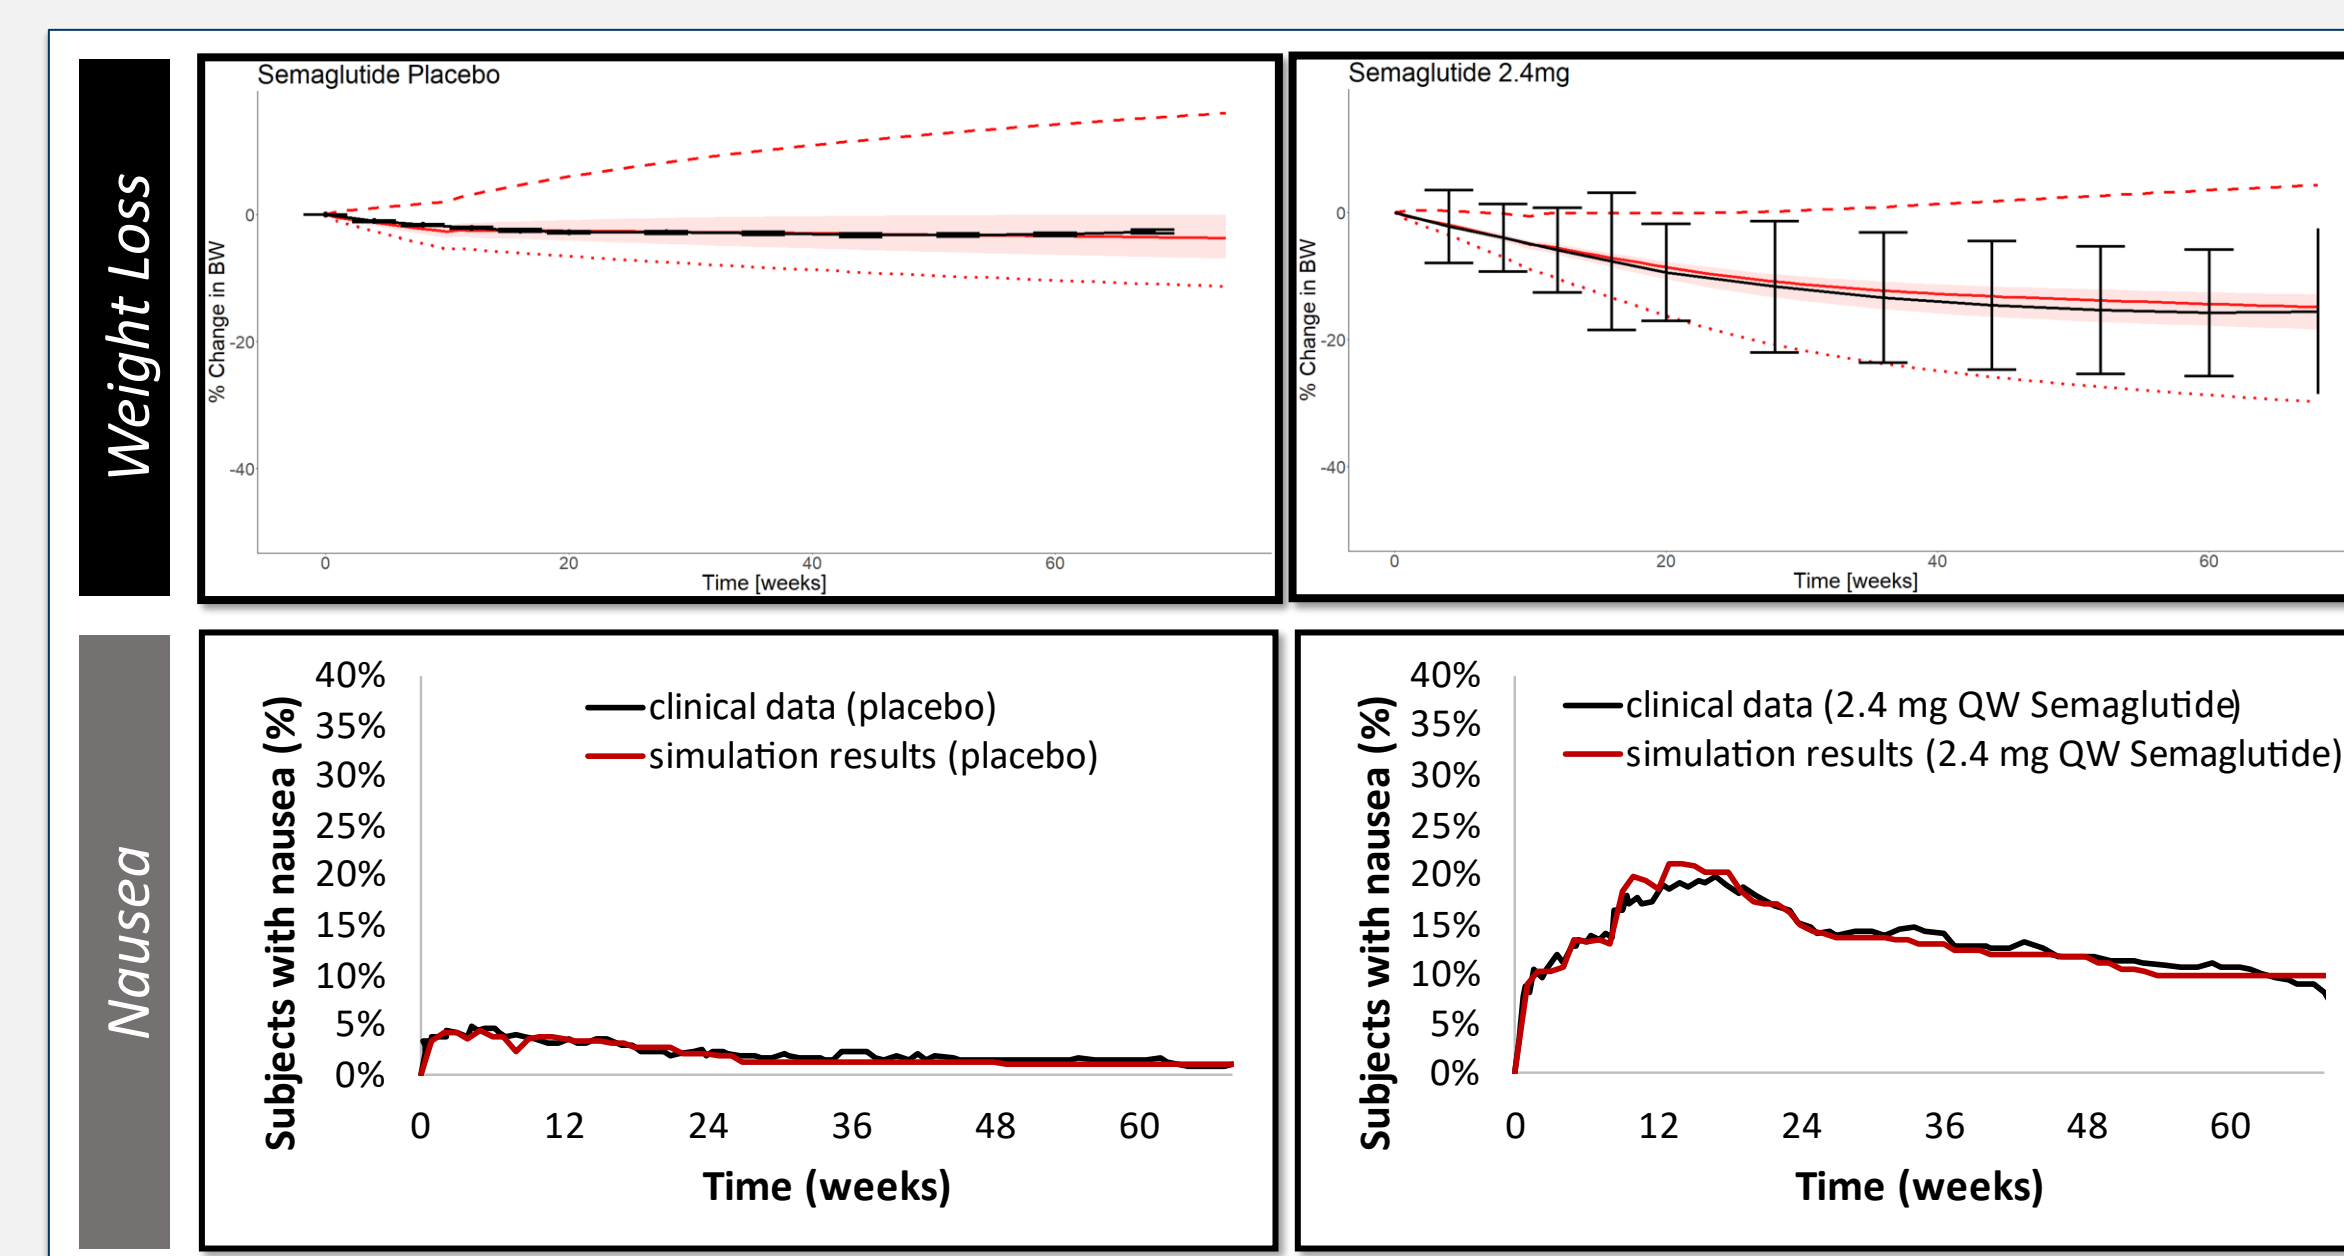 Weight Loss
Semaglutide Placebo
% Change in BW
0
-20
-40
0 20 40 60
Time [weeks]
Semaglutide 2.4mg
% Change in BW
0
-20
-40
0 20 40 60
Time [weeks]
Nausea
Subjects with nausea (%)
40%
35%
30%
25%
20%
15%
10%
5%
0%
clinical data (placebo)
simulation results (placebo)
0 12 24 36 48 60
Time (weeks)
Subjects with nausea (%)
40%
35%
30%
25%
20%
15%
10%
5%
0%
clinical data (2.4 mg QW Semaglutide)
simulation results (2.4 mg QW Semaglutide)
0 12 24 36 48 60
Time (weeks)